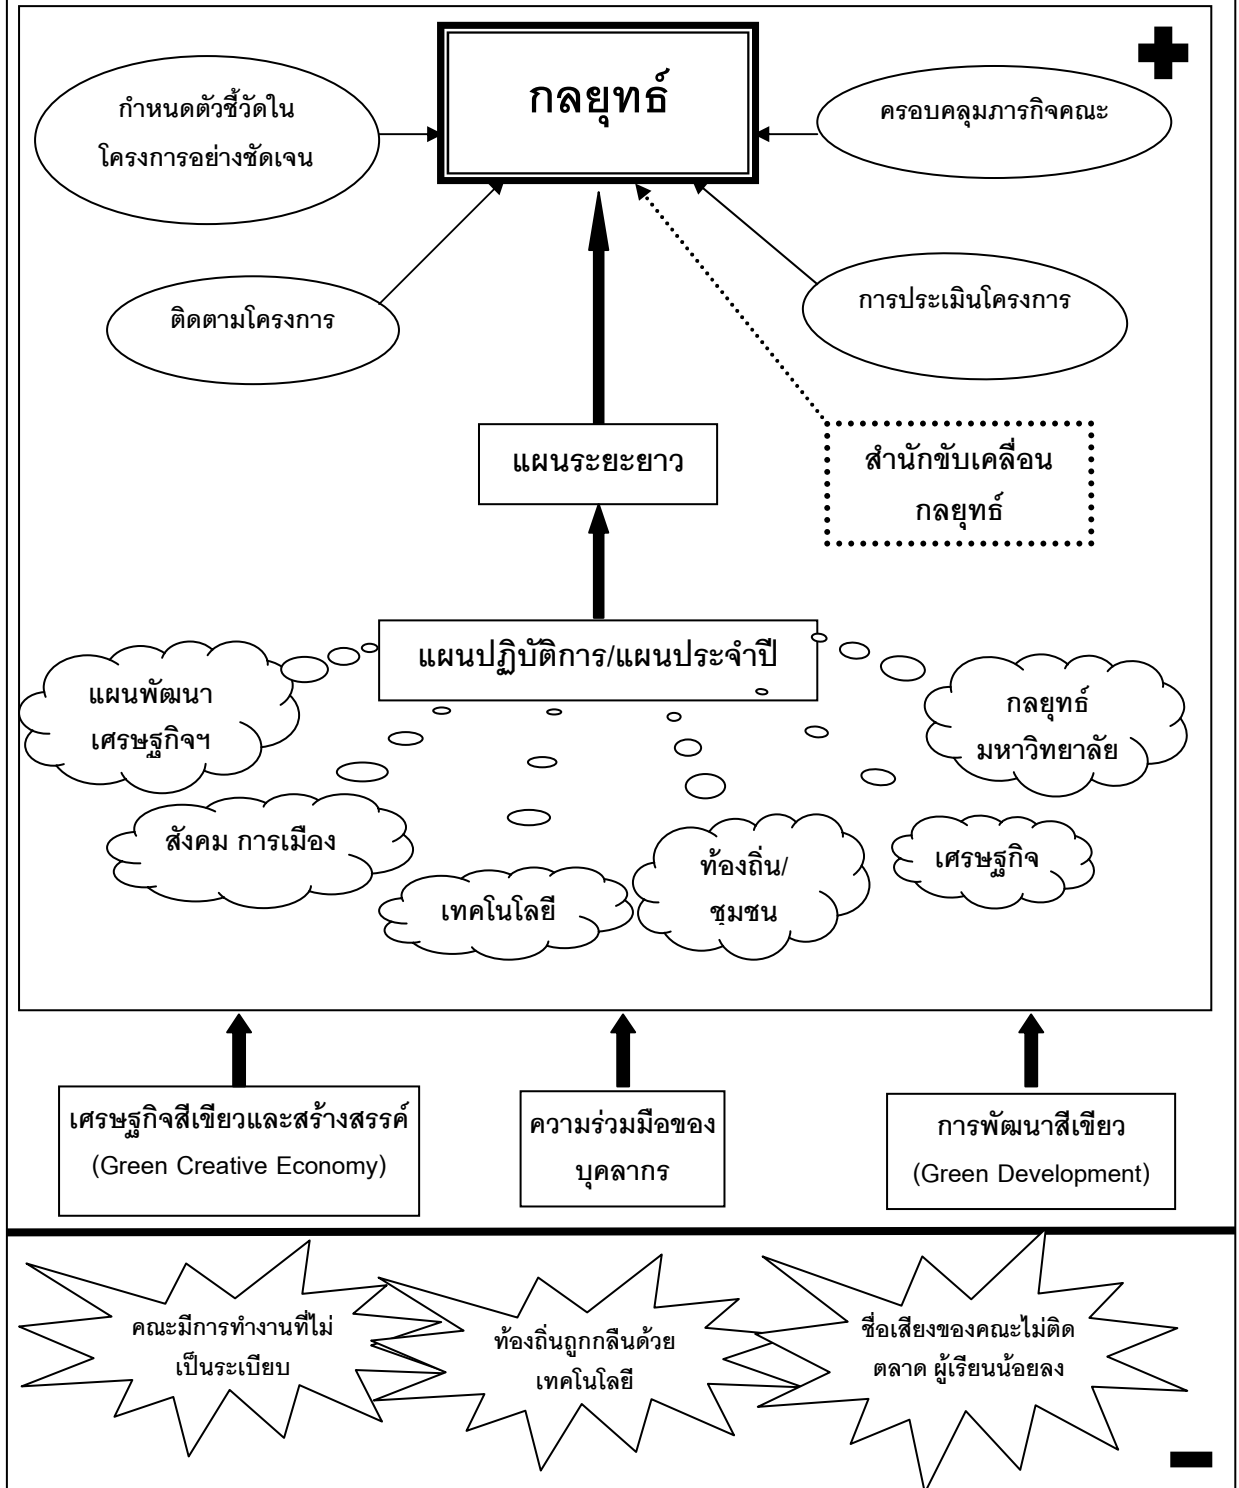 กลยุทธ์
กำหนดตัวชี้วัดใน
โครงการอย่างชัดเจน
ครอบคลุมภารกิจคณะ
ติดตามโครงการ
การประเมินโครงการ
แผนระยะยาว
สำนักขับเคลื่อน
กลยุทธ์
แผนปฏิบัติการ/แผนประจำปี
แผนพัฒนา
เศรษฐกิจฯ
กลยุทธ์
มหาวิทยาลัย
สังคม การเมือง
เทคโนโลยี
ท้องถิ่น/
ชุมชน
เศรษฐกิจ
เศรษฐกิจสีเขียวและสร้างสรรค์
(Green Creative Economy)
ความร่วมมือของ
บุคลากร
การพัฒนาสีเขียว
(Green Development)
คณะมีการทำงานที่ไม่
เป็นระเบียบ
ท้องถิ่นถูกกลืนด้วย
เทคโนโลยี
ชื่อเสียงของคณะไม่ติด
ตลาด ผู้เรียนน้อยลง